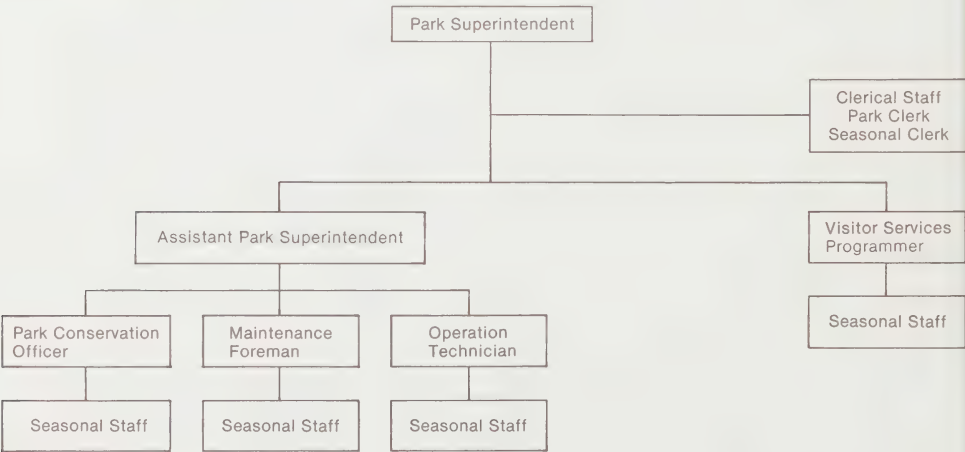 Park Superintendent
Clerical Staff
Park Clerk
Seasonal Clerk
Assistant Park Superintendent
Visitor Services
Programmer
Park Conservation
Officer
Maintenance
Foreman
Operation
Technician
Seasonal Staff
Seasonal Staff
Seasonal Staff
Seasonal Staff